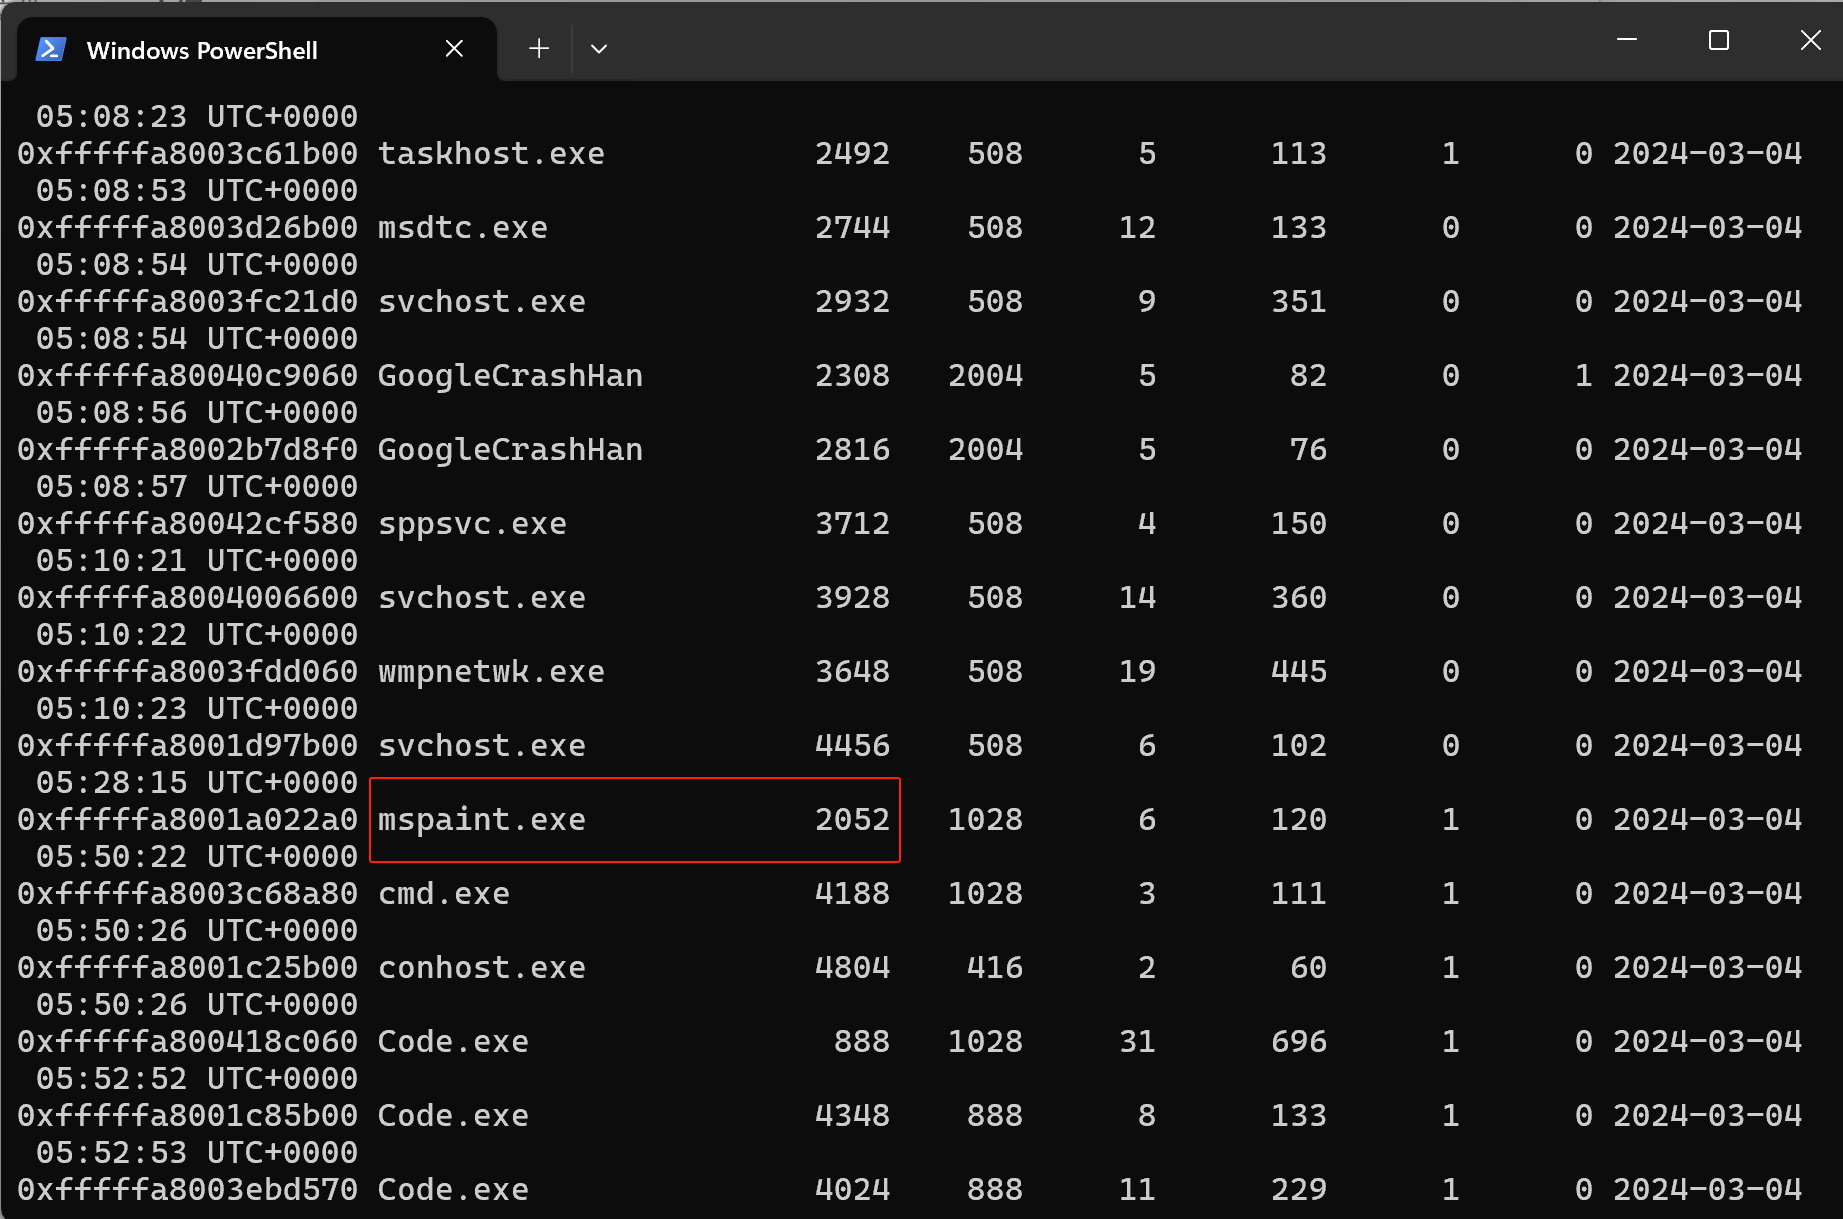 Windows PowerShell
05:08:23 UTC+0000
0xfffffa8003c61b00 taskhost.exe 2492 508 5 113 1 0 2024-03-04
05:08:53 UTC+0000
0xfffffa8003d26b00 msdtc.exe 2744 508 12 133 0 0 2024-03-04
05:08:54 UTC+0000
0xfffffa8003fc21d0 svchost.exe 2932 508 9 351 0 0 2024-03-04
05:08:54 UTC+0000
0xfffffa80040c9060 GoogleCrashHan 2308 2004 5 82 0 1 2024-03-04
05:08:56 UTC+0000
0xfffffa8002b7d8f0 GoogleCrashHan 2816 2004 5 76 0 0 2024-03-04
05:08:57 UTC+0000
0xfffffa80042cf580 sppsvc.exe 3712 508 4 150 0 0 2024-03-04
05:10:21 UTC+0000
0xfffffa8004006600 svchost.exe 3928 508 14 360 0 0 2024-03-04
05:10:22 UTC+0000
0xfffffa8003fdd060 wmpnetwk.exe 3648 508 19 445 0 0 2024-03-04
05:10:23 UTC+0000
0xfffffa8001d97b00 svchost.exe 4456 508 6 102 0 0 2024-03-04
05:28:15 UTC+0000
0xfffffa8001a022a0 mspaint.exe 2052 1028 6 120 1 0 2024-03-04
05:50:22 UTC+0000
0xfffffa8003c68a80 cmd.exe 4188 1028 3 111 1 0 2024-03-04
05:50:26 UTC+0000
0xfffffa8001c25b00 conhost.exe 4804 416 2 60 1 0 2024-03-04
05:50:26 UTC+0000
0xfffffa800418c060 Code.exe 888 1028 31 696 1 0 2024-03-04
05:52:52 UTC+0000
0xfffffa8001c85b00 Code.exe 4348 888 8 133 1 0 2024-03-04
05:52:53 UTC+0000
0xfffffa8003ebd570 Code.exe 4024 888 11 229 1 0 2024-03-04